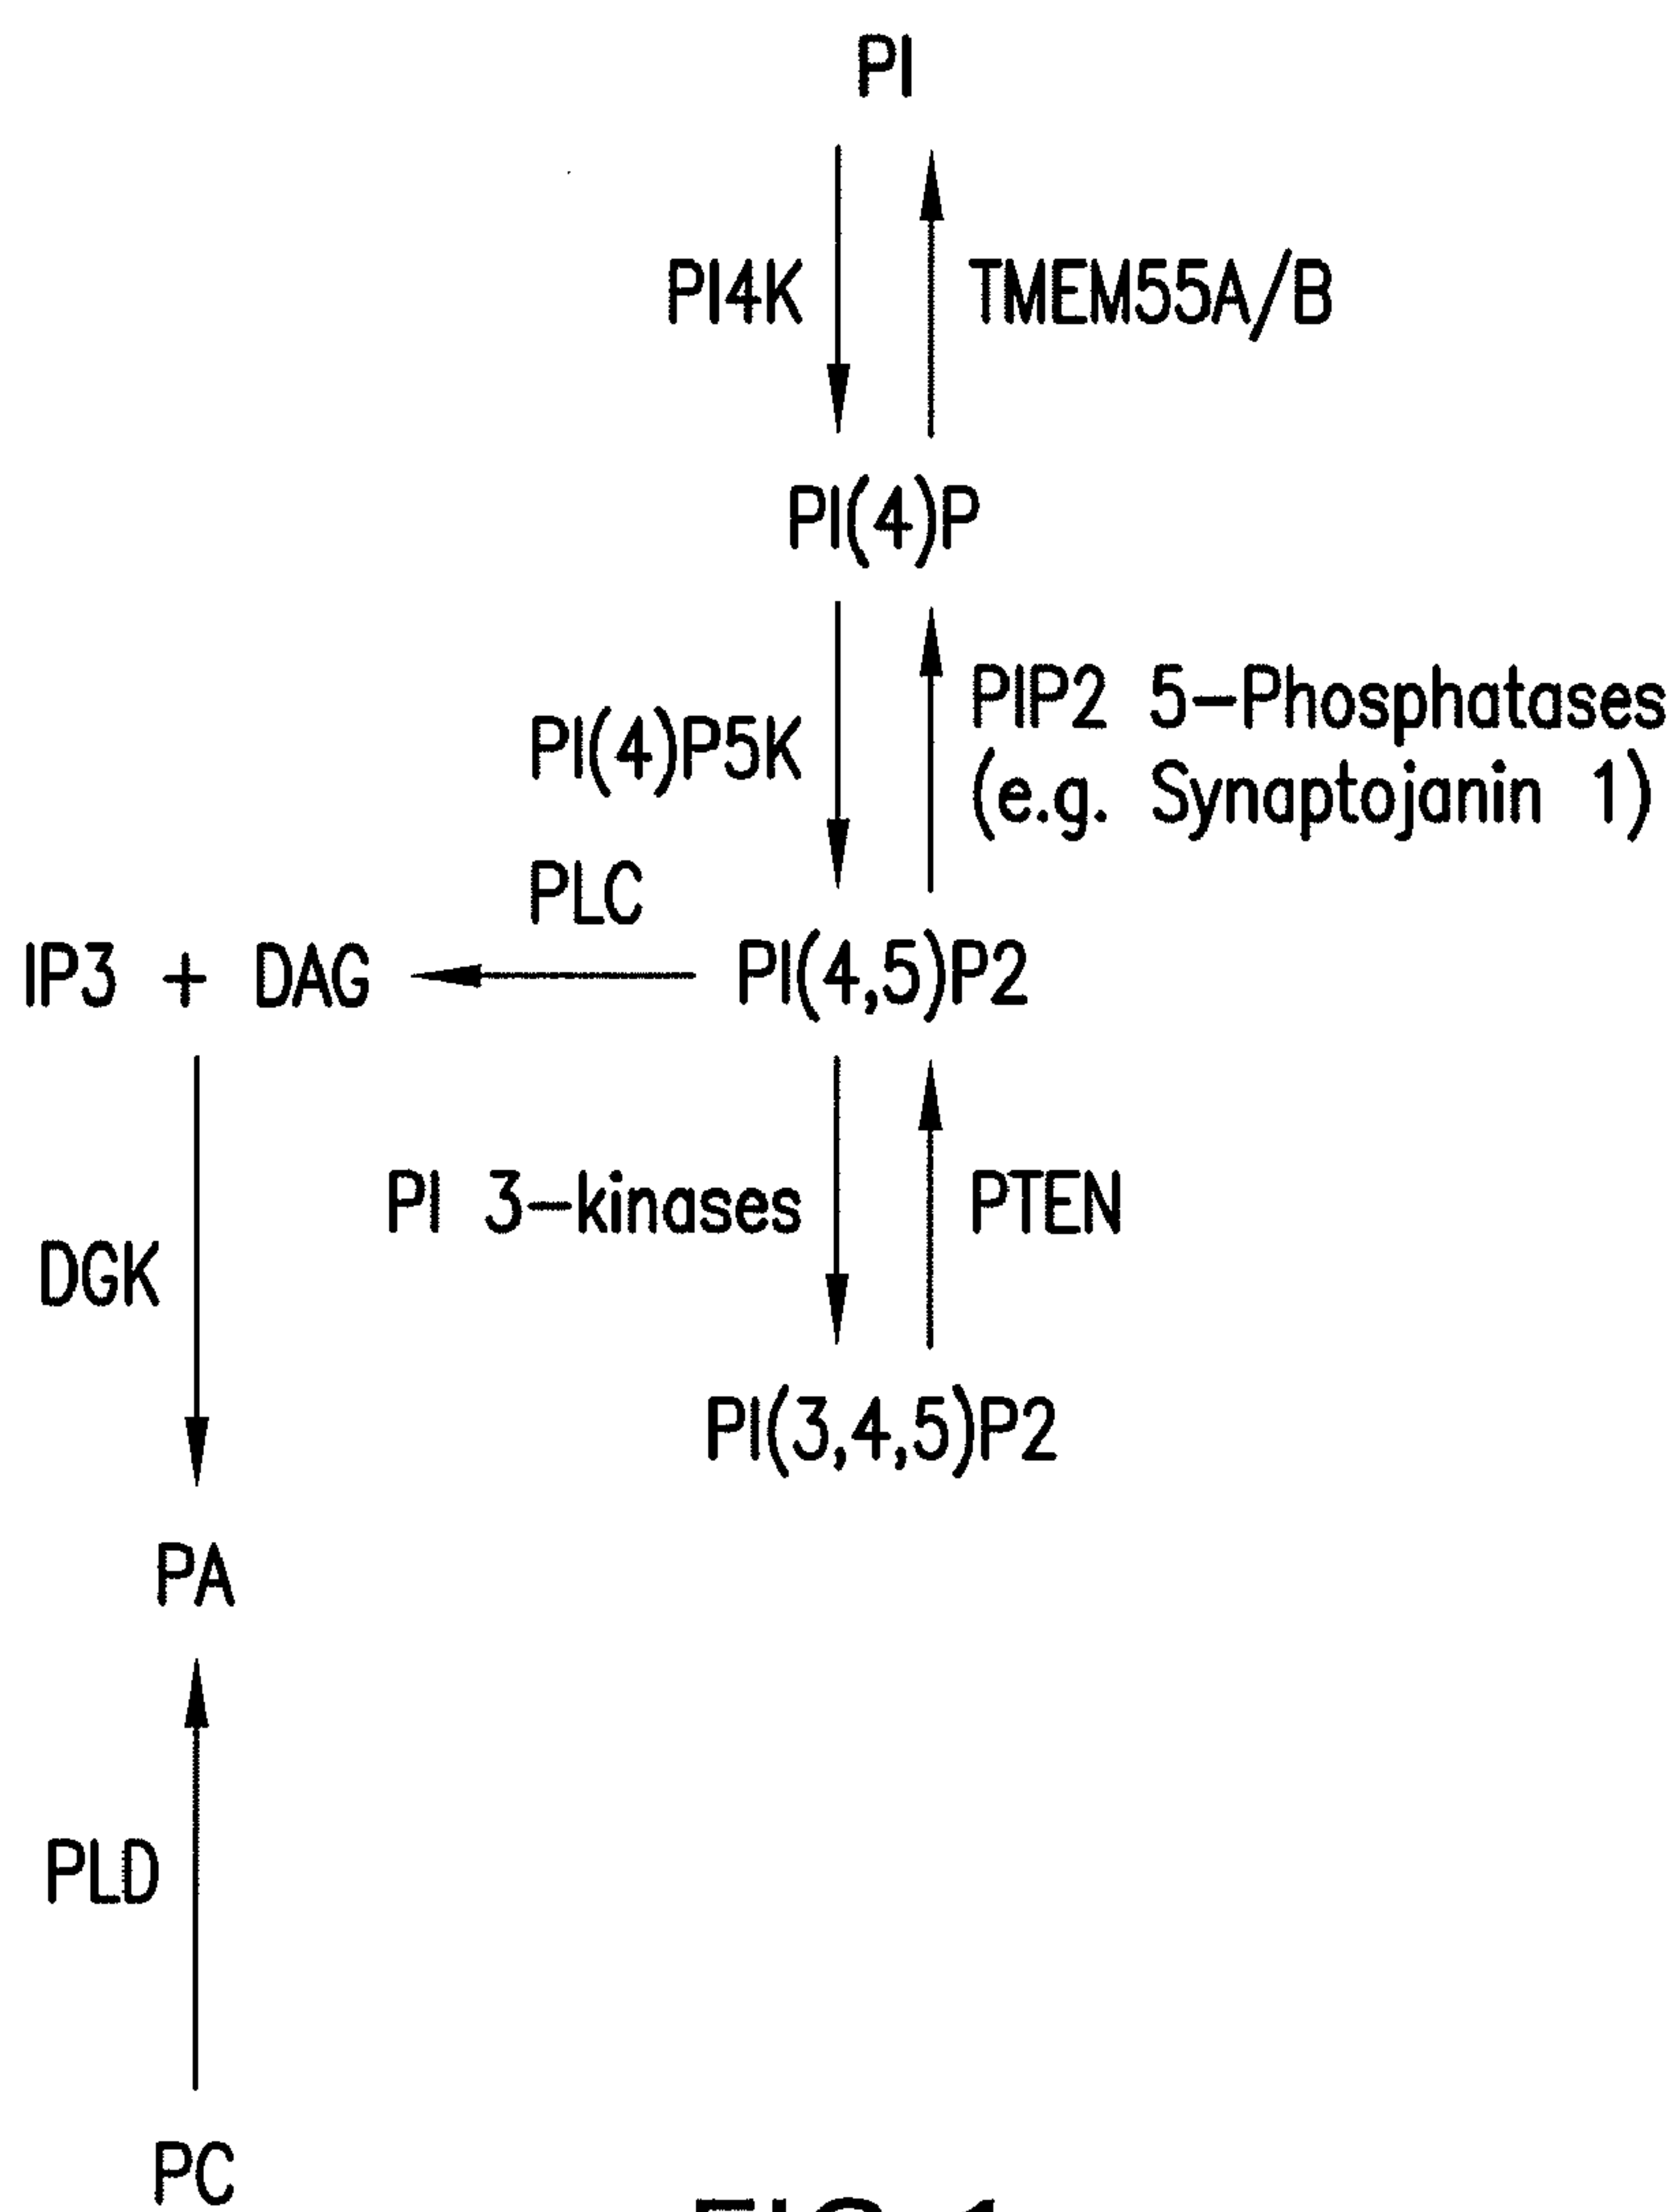 PI
PI4K
TMEM55A/B
PI(4)P
PI(4)P5K
PIP2 5-Phosphatases
(e.g. Synaptojanin 1)
PLC
IP3 + DAG
PI(4,5)P2
PI 3-kinases
PTEN
DGK
PI(3,4,5)P2
PA
PLD
PC